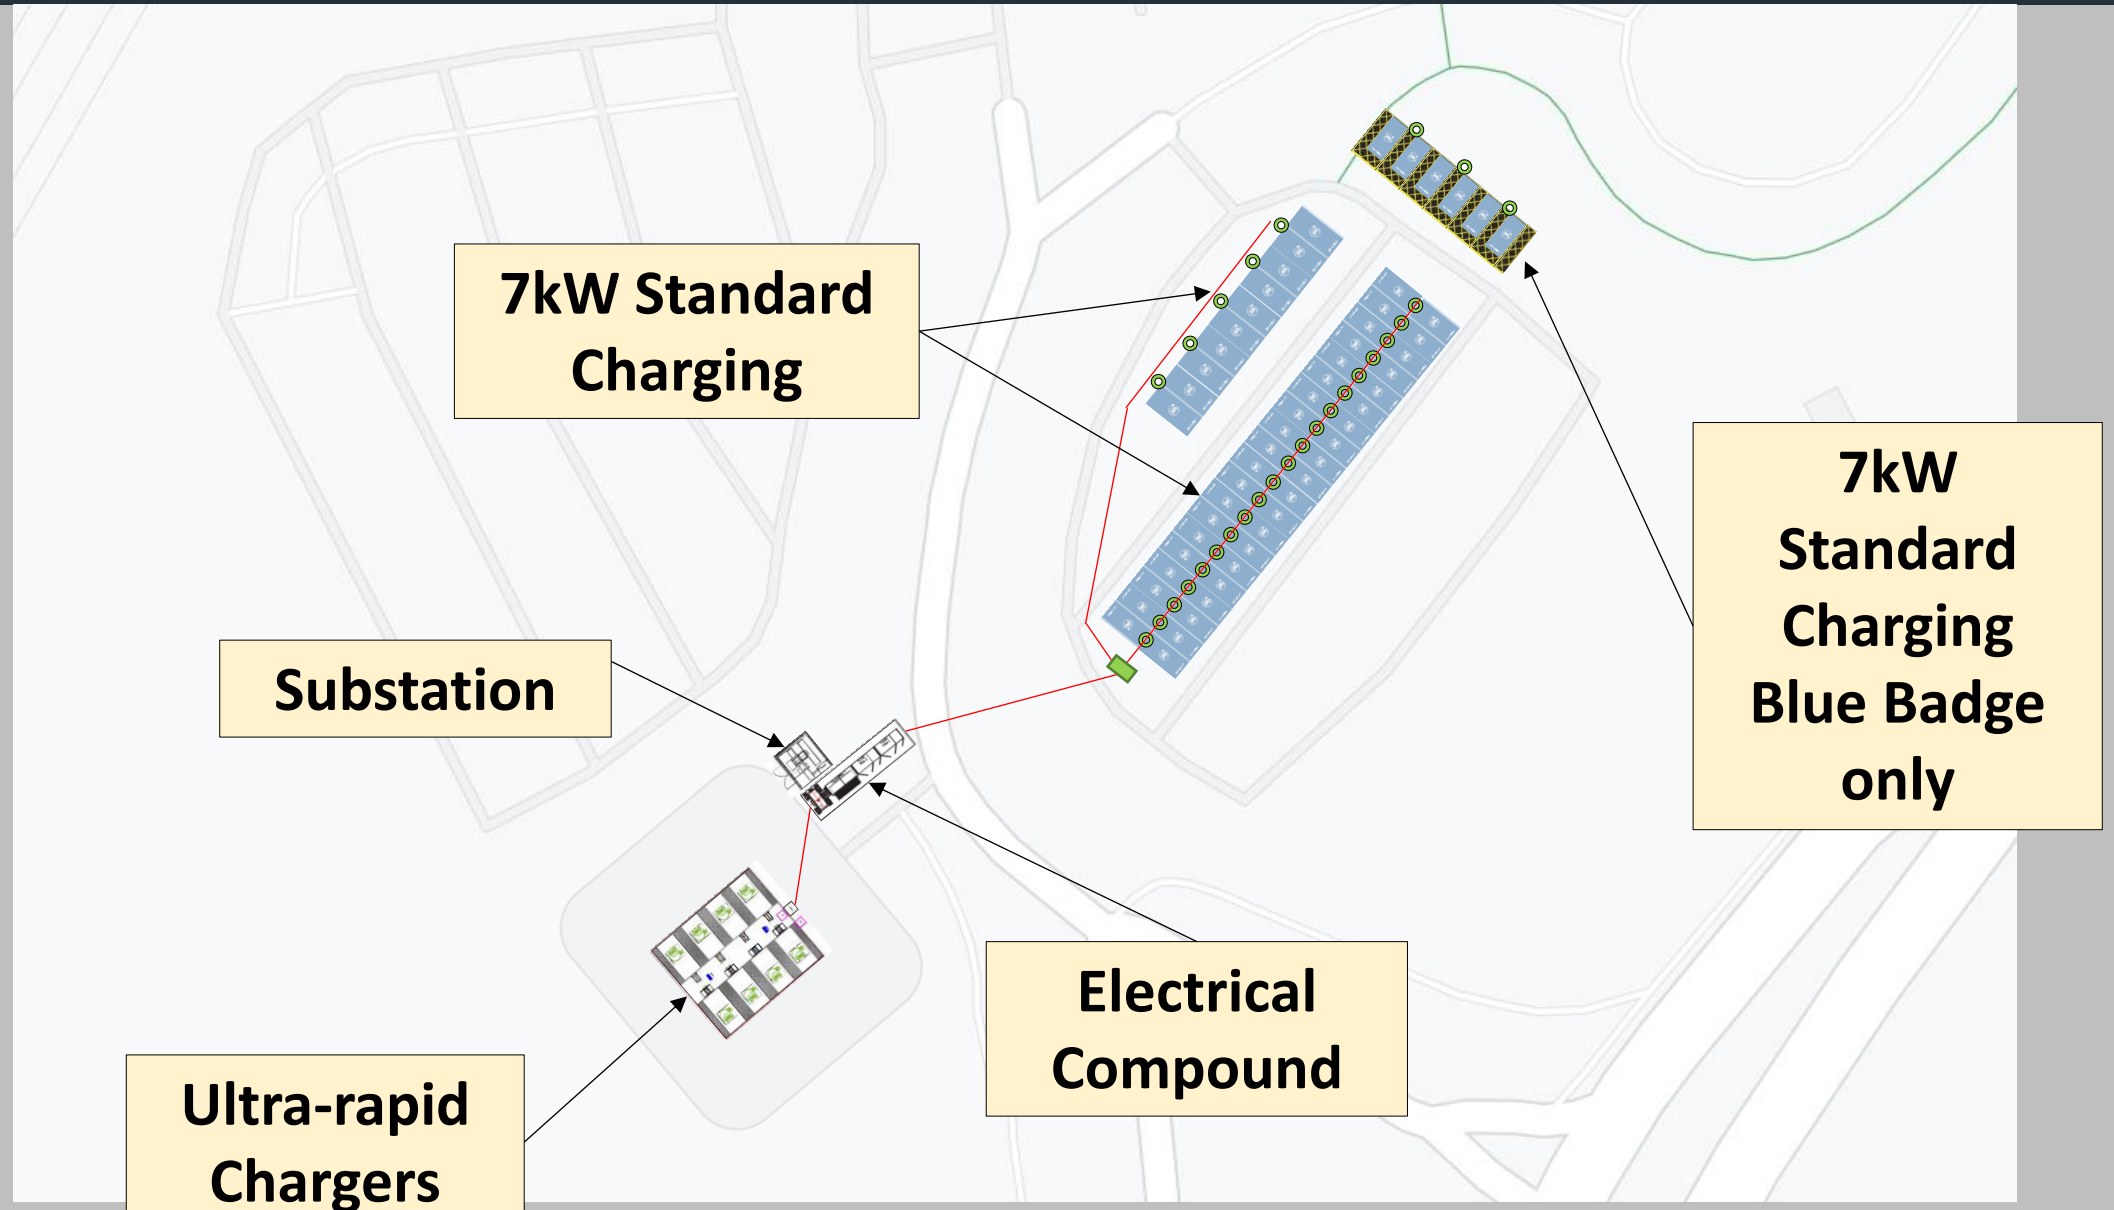 7kW Standard
Charging
7kW
Standard
Charging
Blue Badge
only
Substation
Electrical
Compound
Ultra-rapid
Chargers